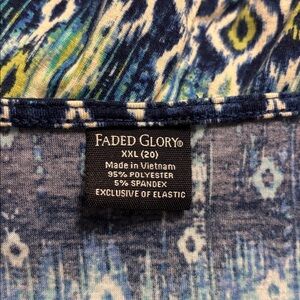 FADED GLORY®
XXL (20)
Made in Vietnam
95% POLYESTER
5% SPANDEX
EXCLUSIVE OF ELASTIC